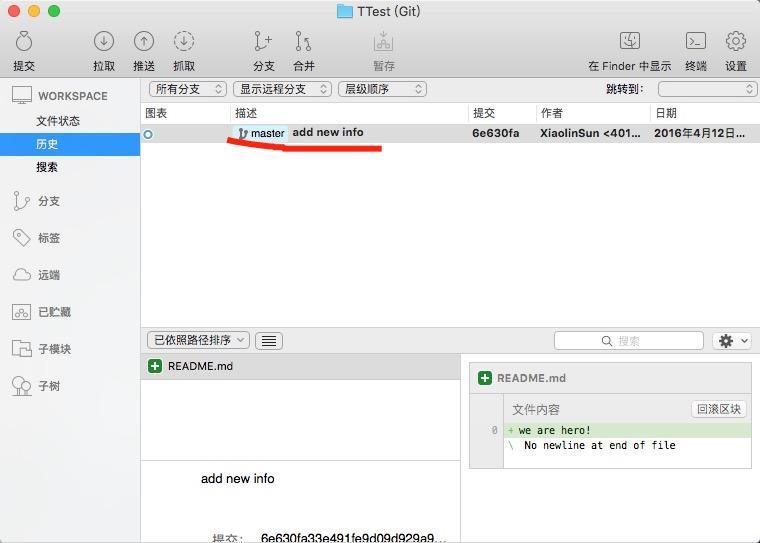 TTest (Git)
提交 拉取 推送 抓取 分支 合并 暂存 在 Finder 中显示 终端 设置
所有分支 显示远程分支 层级顺序 跳转到:
WORKSPACE
文件状态
历史
搜索
分支
标签
远端
已贮藏
子模块
子树
图表 描述 提交 作者 日期
master add new info 6e630fa XiaolinSun <401... 2016年4月12日...
已依照路径排序 搜索
README.md
add new info
提交: 6e630fa33e491fe9d09d929a9...
README.md
文件内容 回滚区块
0 + we are hero!
\ No newline at end of file